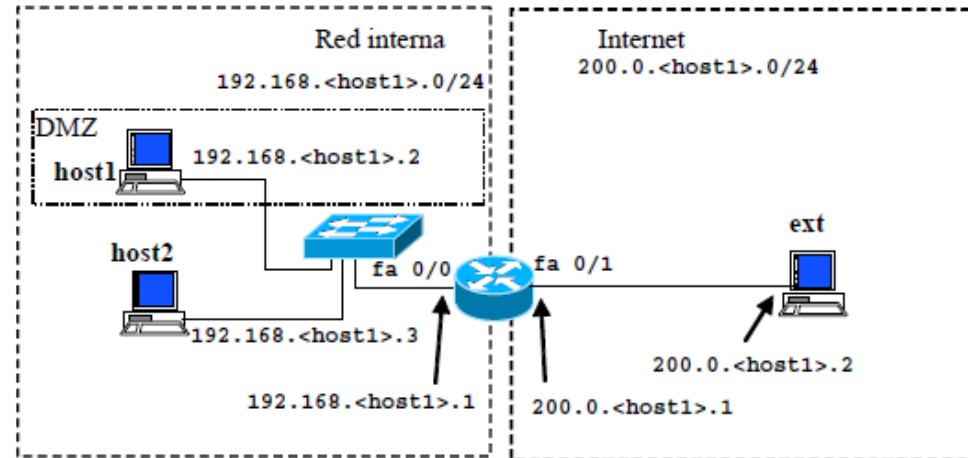 Red interna
192.168.<host1>.0/24
Internet
200.0.<host1>.0/24
DMZ
192.168.<host1>.2
host1
host2
192.168.<host1>.3
fa 0/0
fa 0/1
ext
192.168.<host1>.1
200.0.<host1>.1
200.0.<host1>.2